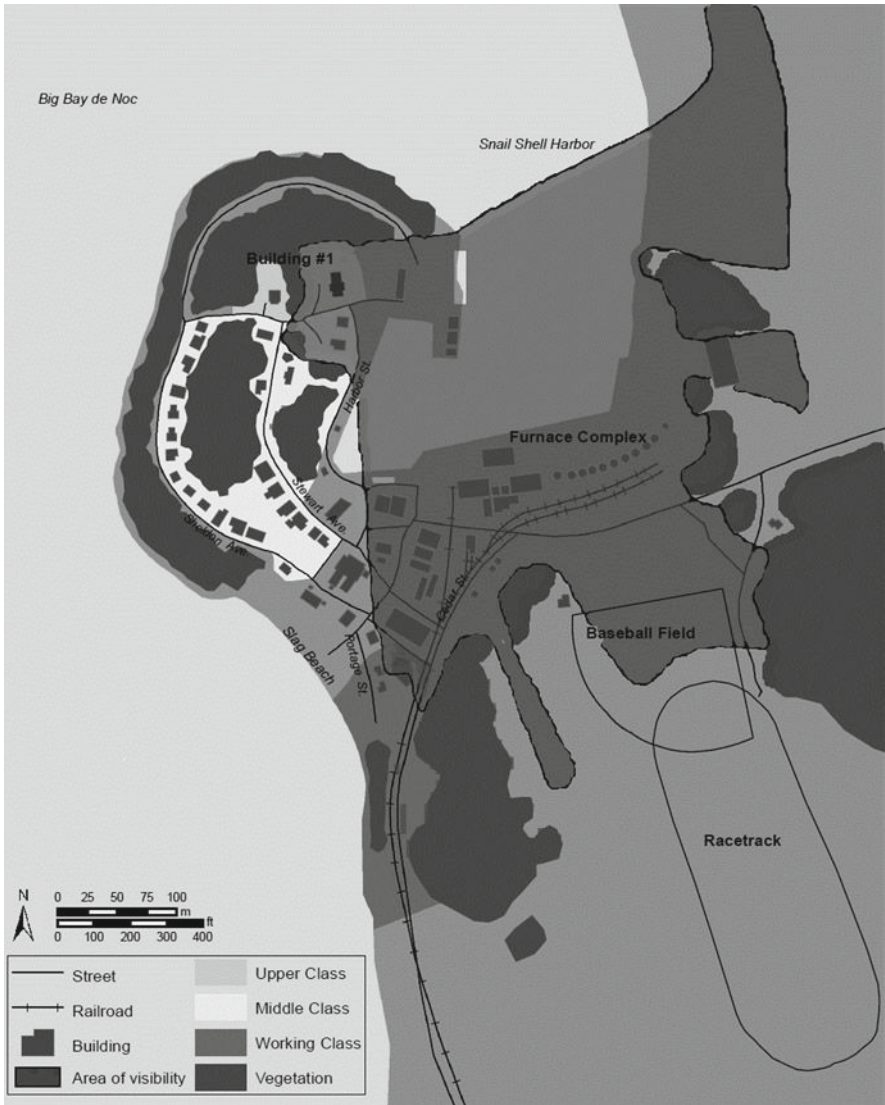 Big Bay de Noc
Snail Shell Harbor
Building #1
Harbor St.
Furnace Complex
Stewart Ave.
Sheldon Ave.
Cedar St.
Baseball Field
Slag Beach
Portage St.
Racetrack
N
0 25 50 75 100
m
ft
0 100 200 300 400
Street
Upper Class
Railroad
Middle Class
Building
Working Class
Area of visibility
Vegetation